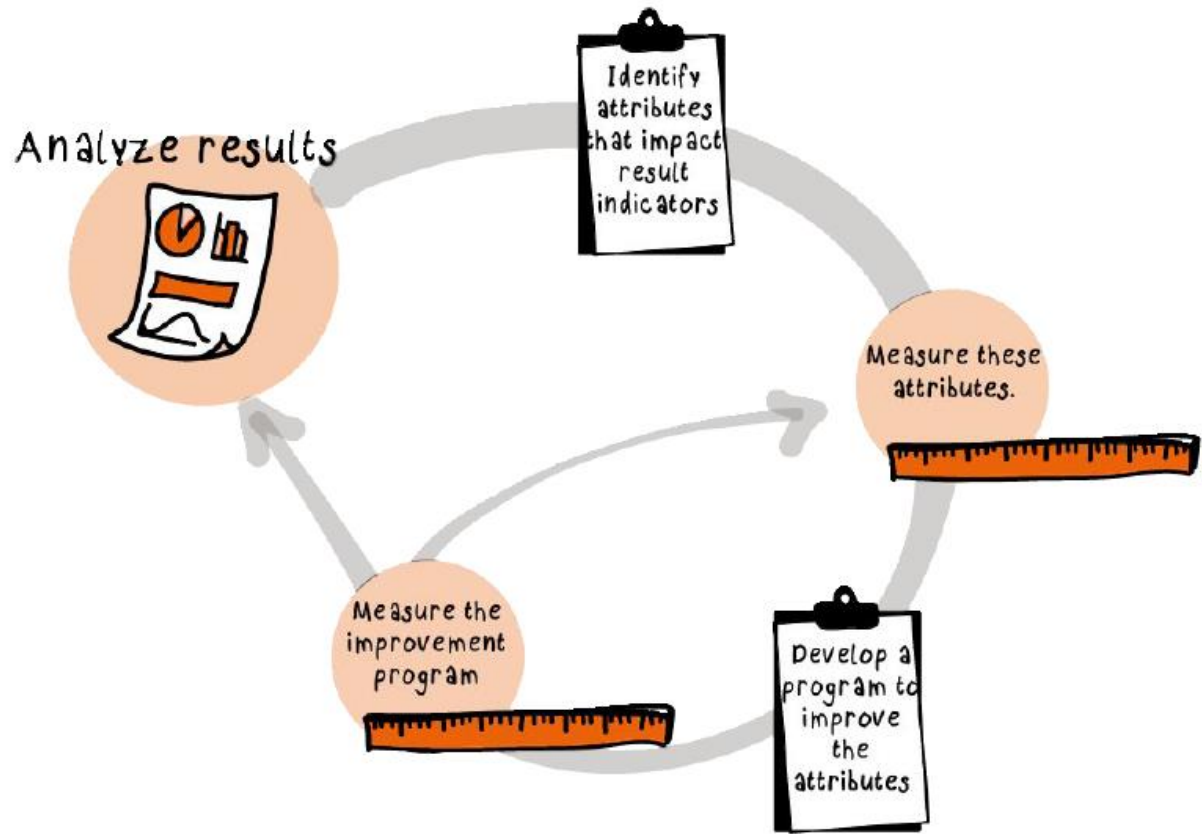 Analyze results
Identify
attributes
that impact
result
indicators
Measure these
attributes.
Develop a
program to
improve
the
attributes
Measure the
improvement
program